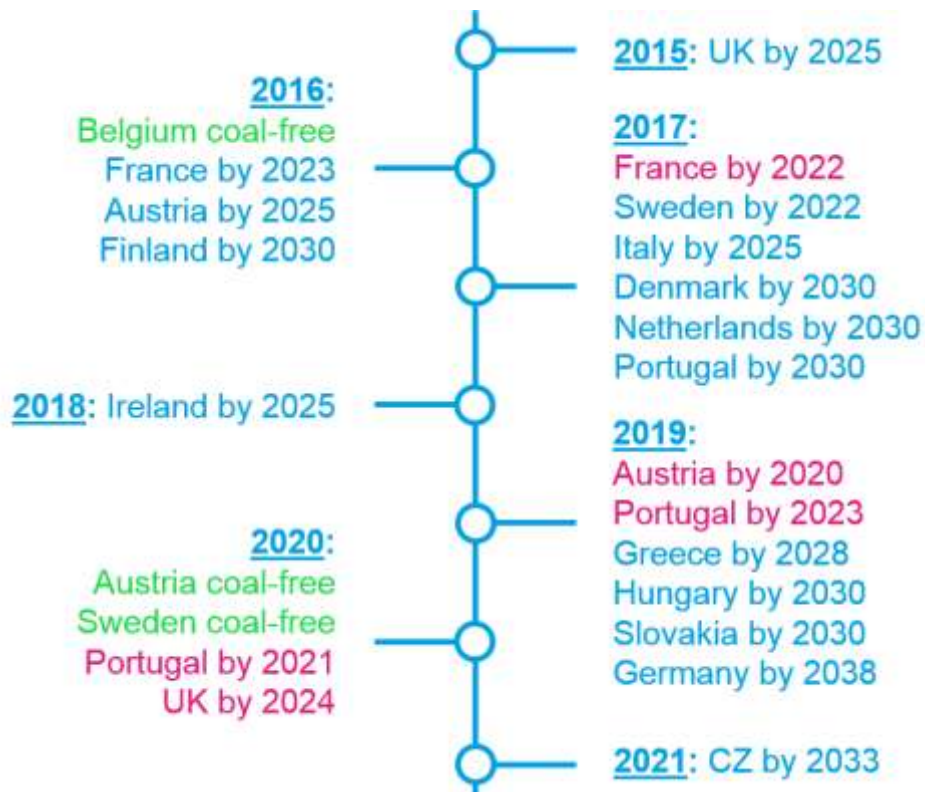 2015: UK by 2025
2016:
Belgium coal-free
France by 2023
Austria by 2025
Finland by 2030
2017:
France by 2022
Sweden by 2022
Italy by 2025
Denmark by 2030
Netherlands by 2030
Portugal by 2030
2018: Ireland by 2025
2019:
Austria by 2020
Portugal by 2023
Greece by 2028
Hungary by 2030
Slovakia by 2030
Germany by 2038
2020:
Austria coal-free
Sweden coal-free
Portugal by 2021
UK by 2024
2021: CZ by 2033